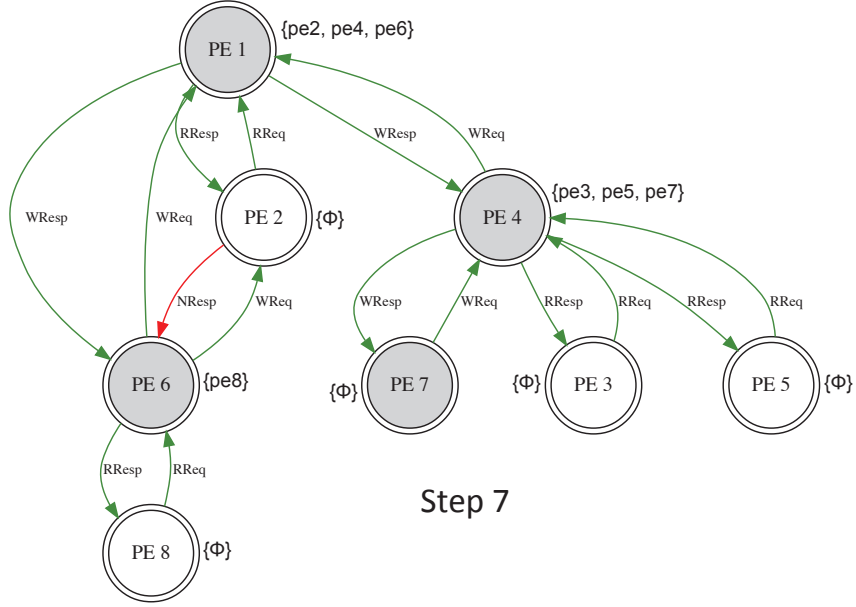 {pe2, pe4, pe6}
PE 1
RResp
RReq
WResp
WReq
{pe3, pe5, pe7}
WResp
WReq
PE 2
{Φ}
PE 4
NResp
WReq
WResp
WReq
RResp
RReq
RResp
RReq
PE 6
{pe8}
{Φ}
PE 7
{Φ}
PE 3
PE 5
{Φ}
RResp
RReq
Step 7
PE 8
{Φ}